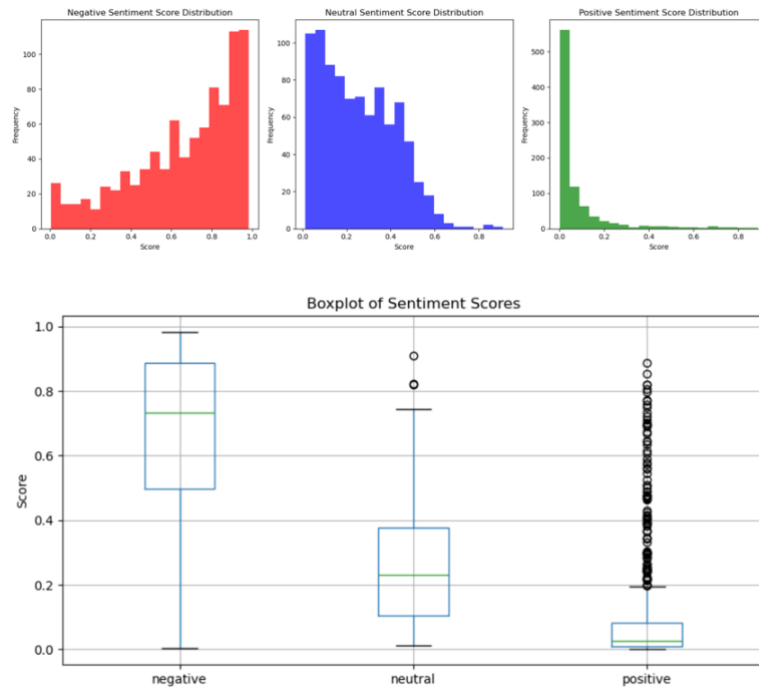 Negative Sentiment Score Distribution
Frequency
100
80
60
40
20
0
0.0 0.2 0.4 0.6 0.8 1.0
Score
Neutral Sentiment Score Distribution
Frequency
100
80
60
40
20
0
0.0 0.2 0.4 0.6 0.8
Score
Positive Sentiment Score Distribution
Frequency
500
400
300
200
100
0
0.0 0.2 0.4 0.6 0.8
Score
Boxplot of Sentiment Scores
Score
1.0
0.8
0.6
0.4
0.2
0.0
negative neutral positive